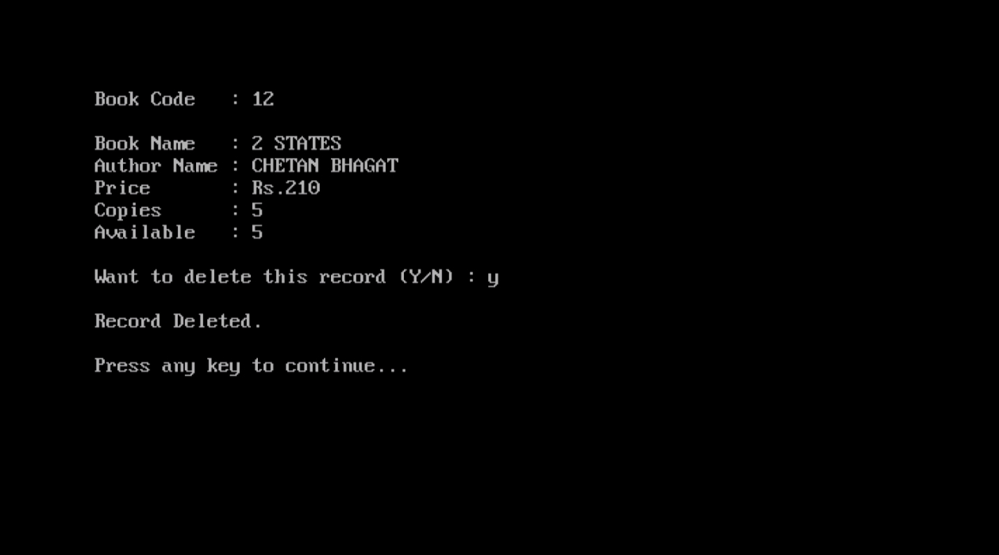 Book Code   : 12
Book Name   : 2 STATES
Author Name : CHETAN BHAGAT
Price       : Rs.210
Copies      : 5
Available   : 5
Want to delete this record (Y/N) : y
Record Deleted.
Press any key to continue...